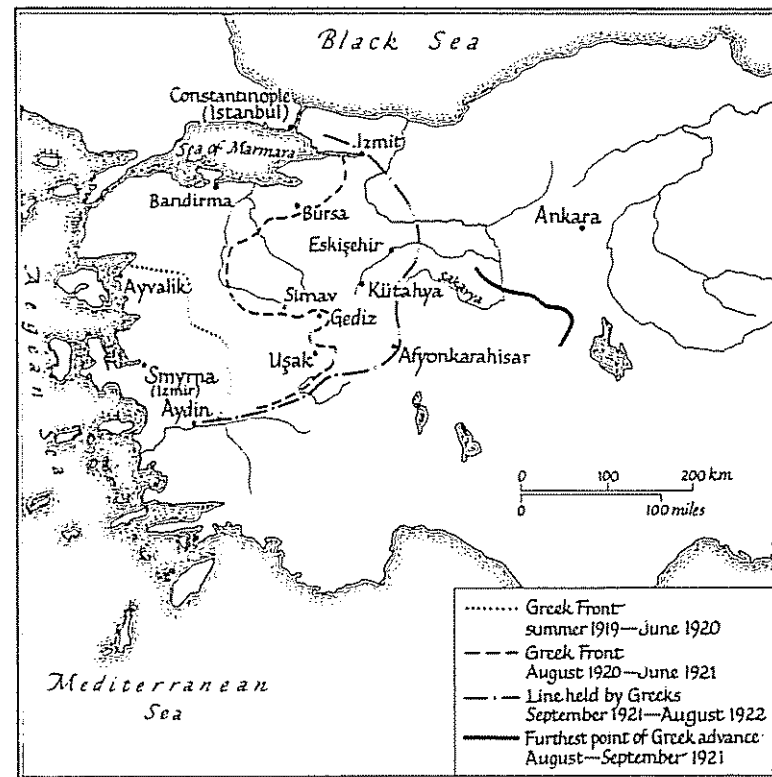 Black Sea
Constantinople
(Istanbul)
Sea of Marmara
Izmit
Bandirma
Bursa
Ankara
Eskişehir
Ayvalik
Simav
Kütahya
Sakarya
Gediz
Uşak
Afyonkarahisar
Smyrna
(Izmir)
Aydin
Aegean Sea
0 100 200 km
0 100 miles
Mediterranean
Sea
Greek Front
summer 1919—June 1920
Greek Front
August 1920—June 1921
Line held by Greeks
September 1921—August 1922
Furthest point of Greek advance
August—September 1921